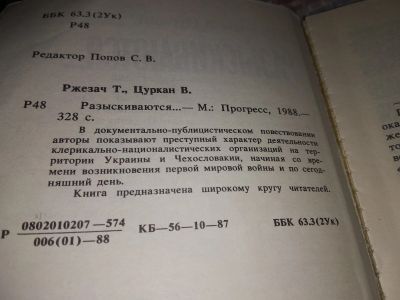 ББК 63.3(2Ук)
Р48
Редактор Попов С. В.
Ржезач Т., Цуркан В.
Р48 Разыскиваются...— М.: Прогресс, 1988.—
328 с.
В документально-публицистическом повествовании
авторы показывают преступный характер деятельности
клерикально-националистических организаций на тер-
ритории Украины и Чехословакии, начиная со вре-
мени возникновения первой мировой войны и по сегод-
няшний день.
Книга предназначена широкому кругу читателей.
Р 0802010207—574 КБ—56—10—87 ББК 63.3(2Ук)
006(01)—88